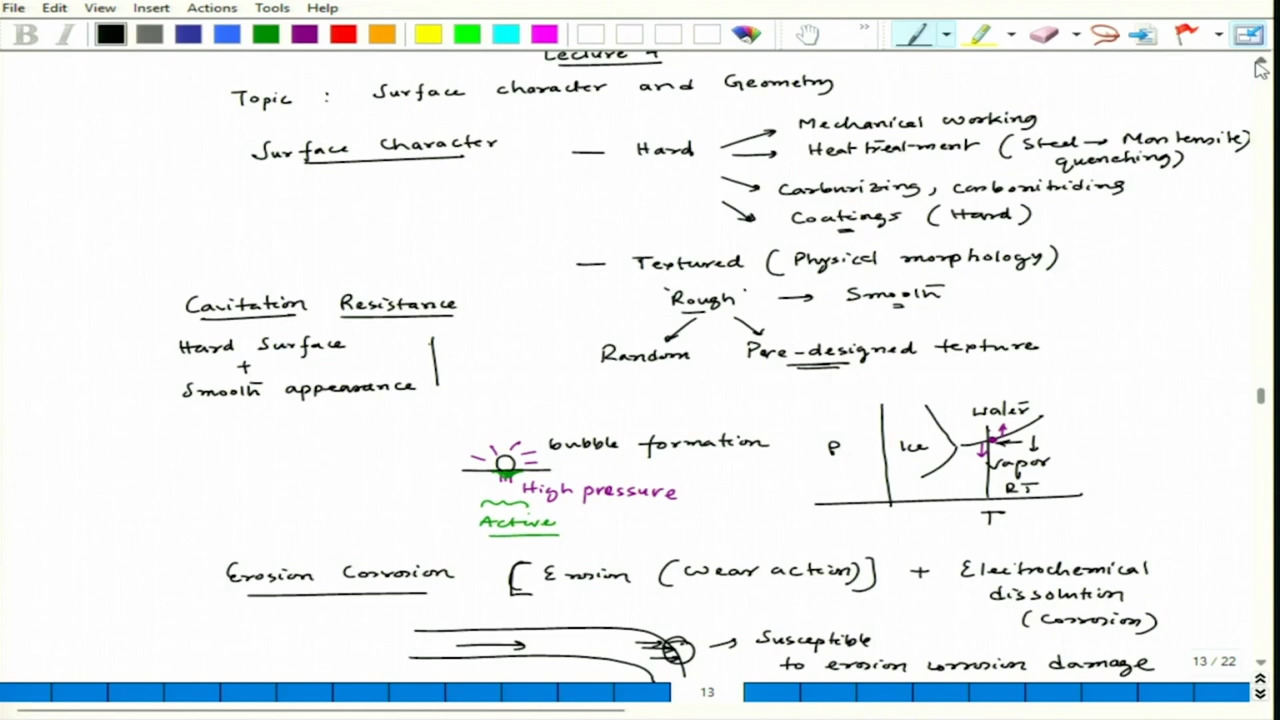 File Edit View Insert Actions Tools Help
B I
Lecture 4
Topic : Surface character and Geometry
Surface Character — Hard
Mechanical working
Heat treatment (Steel → Martensite)
quenching)
Carburizing, carbonitriding
Coatings (Hard)
— Textured (Physical morphology)
'Rough' → Smooth
Random Pre-designed texture
Cavitation Resistance
Hard Surface
+
Smooth appearance
bubble formation
High pressure
Active
P Ice water
vapor
RT
T
Erosion Corrosion [Erosion (wear action)] + Electrochemical
dissolution
(corrosion)
→ Susceptible
to erosion corrosion damage
13 / 22
13